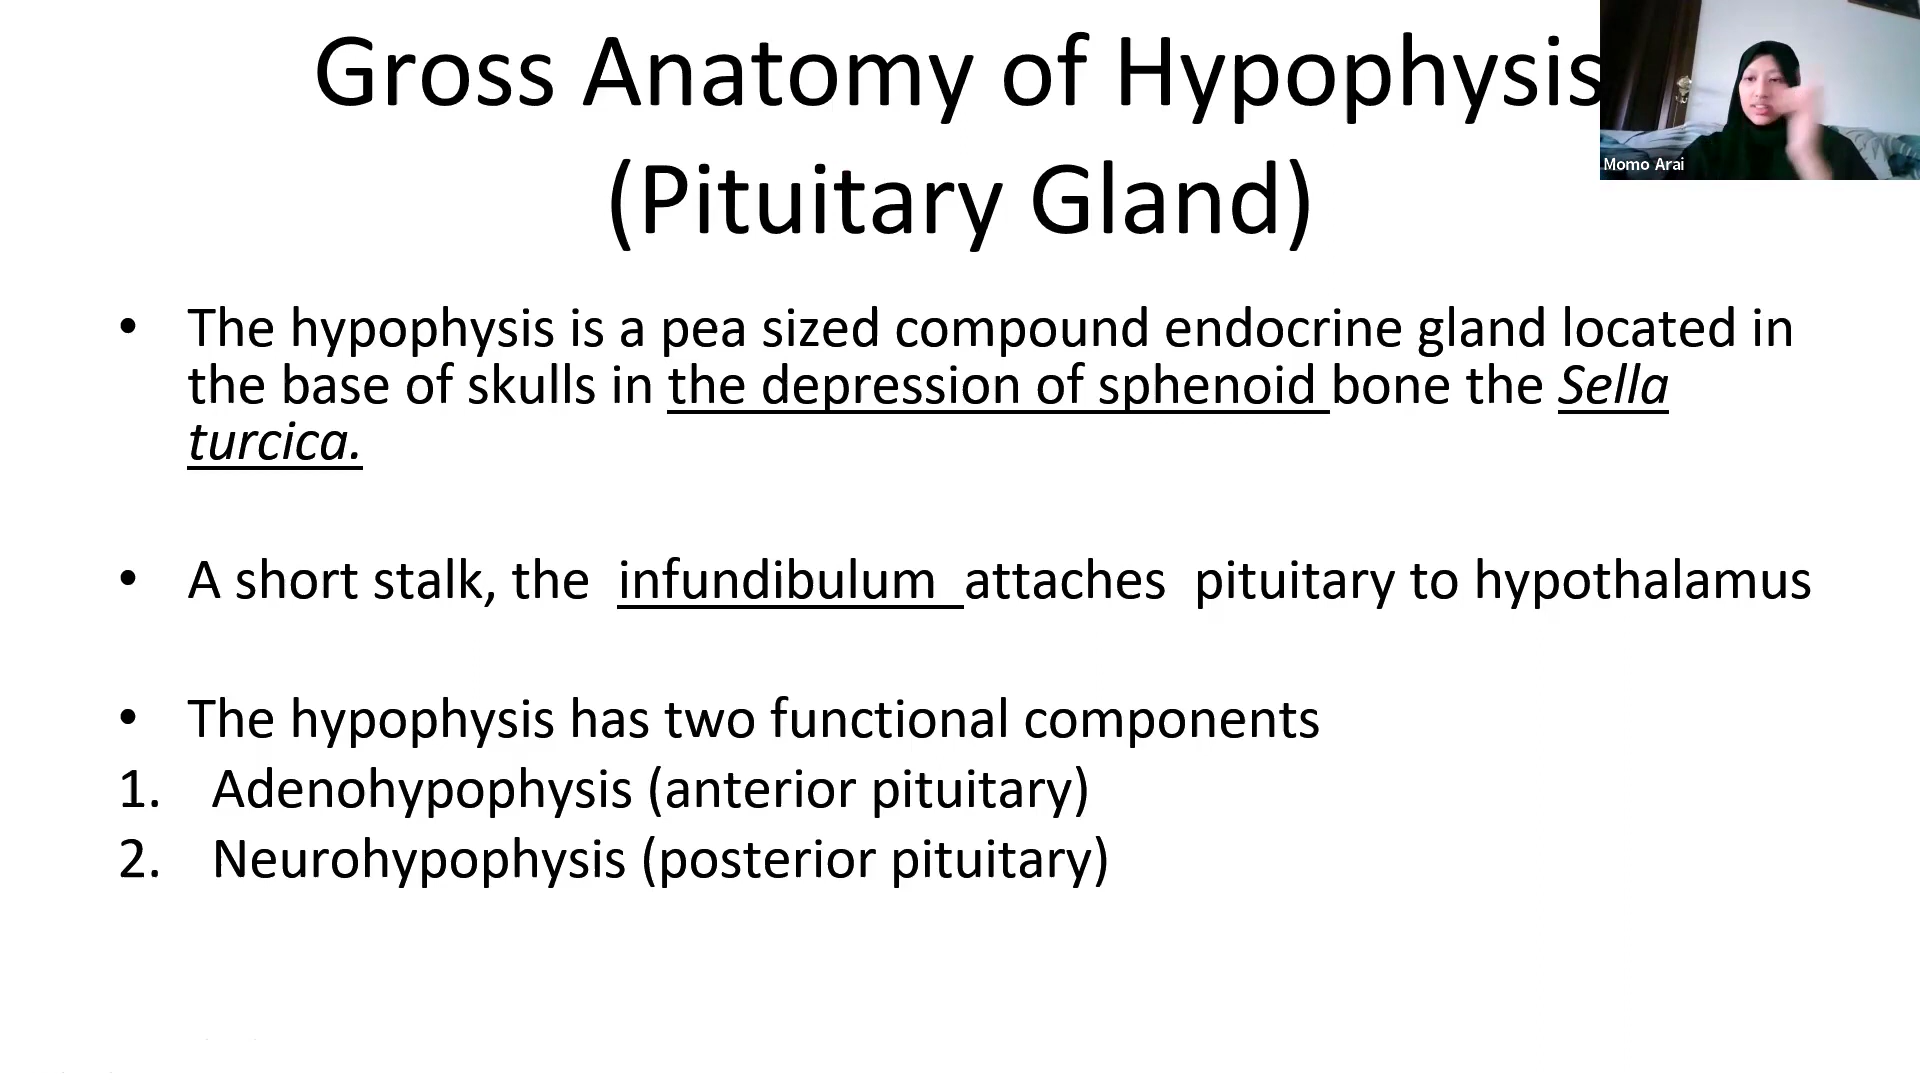 Gross Anatomy of Hypophysis
(Pituitary Gland)
Momo Arai
• The hypophysis is a pea sized compound endocrine gland located in
the base of skulls in the depression of sphenoid bone the Sella
turcica.
• A short stalk, the infundibulum attaches pituitary to hypothalamus
• The hypophysis has two functional components
1. Adenohypophysis (anterior pituitary)
2. Neurohypophysis (posterior pituitary)